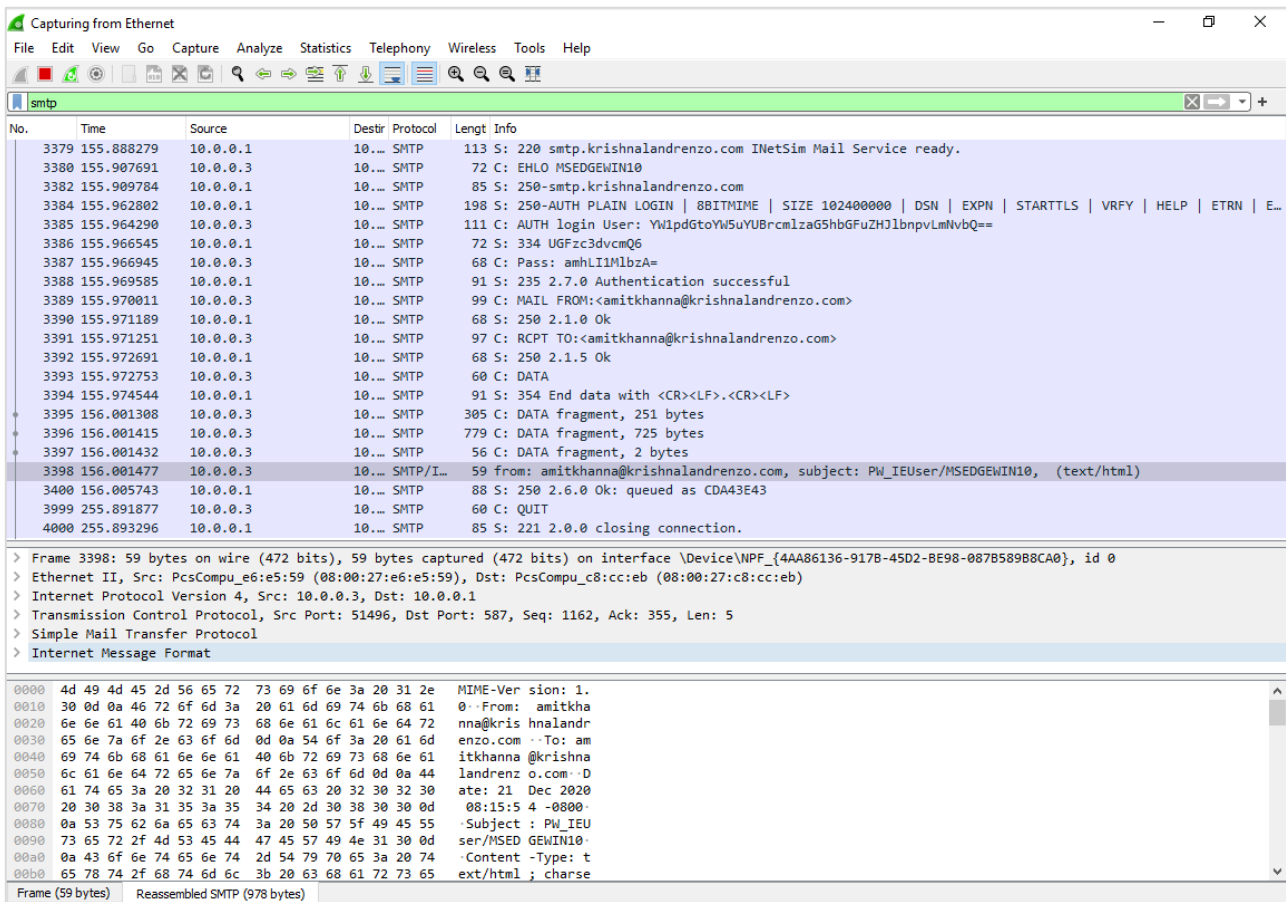 Capturing from Ethernet
File Edit View Go Capture Analyze Statistics Telephony Wireless Tools Help
smtp
No. Time Source Destir Protocol Lengt Info
3379 155.888279 10.0.0.1 10.… SMTP 113 S: 220 smtp.krishnalandrenzo.com INetSim Mail Service ready.
3380 155.907691 10.0.0.3 10.… SMTP 72 C: EHLO MSEDGEWIN10
3382 155.909784 10.0.0.1 10.… SMTP 85 S: 250-smtp.krishnalandrenzo.com
3384 155.962802 10.0.0.1 10.… SMTP 198 S: 250-AUTH PLAIN LOGIN | 8BITMIME | SIZE 102400000 | DSN | EXPN | STARTTLS | VRFY | HELP | ETRN | E…
3385 155.964290 10.0.0.3 10.… SMTP 111 C: AUTH login User: YW1pdGtoYW5uYUBrcmlzaG5hbGFuZHJlbnpvLmNvbQ==
3386 155.966545 10.0.0.1 10.… SMTP 72 S: 334 UGFzc3dvcmQ6
3387 155.966945 10.0.0.3 10.… SMTP 68 C: Pass: amhLI1MlbzA=
3388 155.969585 10.0.0.1 10.… SMTP 91 S: 235 2.7.0 Authentication successful
3389 155.970011 10.0.0.3 10.… SMTP 99 C: MAIL FROM:<amitkhanna@krishnalandrenzo.com>
3390 155.971189 10.0.0.1 10.… SMTP 68 S: 250 2.1.0 Ok
3391 155.971251 10.0.0.3 10.… SMTP 97 C: RCPT TO:<amitkhanna@krishnalandrenzo.com>
3392 155.972691 10.0.0.1 10.… SMTP 68 S: 250 2.1.5 Ok
3393 155.972753 10.0.0.3 10.… SMTP 60 C: DATA
3394 155.974544 10.0.0.1 10.… SMTP 91 S: 354 End data with <CR><LF>.<CR><LF>
3395 156.001308 10.0.0.3 10.… SMTP 305 C: DATA fragment, 251 bytes
3396 156.001415 10.0.0.3 10.… SMTP 779 C: DATA fragment, 725 bytes
3397 156.001432 10.0.0.3 10.… SMTP 56 C: DATA fragment, 2 bytes
3398 156.001477 10.0.0.3 10.… SMTP/I… 59 from: amitkhanna@krishnalandrenzo.com, subject: PW_IEUser/MSEDGEWIN10, (text/html)
3400 156.005743 10.0.0.1 10.… SMTP 88 S: 250 2.6.0 Ok: queued as CDA43E43
3999 255.891877 10.0.0.3 10.… SMTP 60 C: QUIT
4000 255.893296 10.0.0.1 10.… SMTP 85 S: 221 2.0.0 closing connection.
> Frame 3398: 59 bytes on wire (472 bits), 59 bytes captured (472 bits) on interface \Device\NPF_{4AA86136-917B-45D2-BE98-087B589B8CA0}, id 0
> Ethernet II, Src: PcsCompu_e6:e5:59 (08:00:27:e6:e5:59), Dst: PcsCompu_c8:cc:eb (08:00:27:c8:cc:eb)
> Internet Protocol Version 4, Src: 10.0.0.3, Dst: 10.0.0.1
> Transmission Control Protocol, Src Port: 51496, Dst Port: 587, Seq: 1162, Ack: 355, Len: 5
> Simple Mail Transfer Protocol
> Internet Message Format
0000 4d 49 4d 45 2d 56 65 72 73 69 6f 6e 3a 20 31 2e MIME-Ver sion: 1.
0010 30 0d 0a 46 72 6f 6d 3a 20 61 6d 69 74 6b 68 61 0··From: amitkha
0020 6e 6e 61 40 6b 72 69 73 68 6e 61 6c 61 6e 64 72 nna@kris hnalandr
0030 65 6e 7a 6f 2e 63 6f 6d 0d 0a 54 6f 3a 20 61 6d enzo.com ··To: am
0040 69 74 6b 68 61 6e 6e 61 40 6b 72 69 73 68 6e 61 itkhanna @krishna
0050 6c 61 6e 64 72 65 6e 7a 6f 2e 63 6f 6d 0d 0a 44 landrenz o.com··D
0060 61 74 65 3a 20 32 31 20 44 65 63 20 32 30 32 30 ate: 21 Dec 2020
0070 20 30 38 3a 31 35 3a 35 34 20 2d 30 38 30 30 0d 08:15:5 4 -0800·
0080 0a 53 75 62 6a 65 63 74 3a 20 50 57 5f 49 45 55 ·Subject : PW_IEU
0090 73 65 72 2f 4d 53 45 44 47 45 57 49 4e 31 30 0d ser/MSED GEWIN10·
00a0 0a 43 6f 6e 74 65 6e 74 2d 54 79 70 65 3a 20 74 ·Content -Type: t
00b0 65 78 74 2f 68 74 6d 6c 3b 20 63 68 61 72 73 65 ext/html ; charse
Frame (59 bytes) Reassembled SMTP (978 bytes)